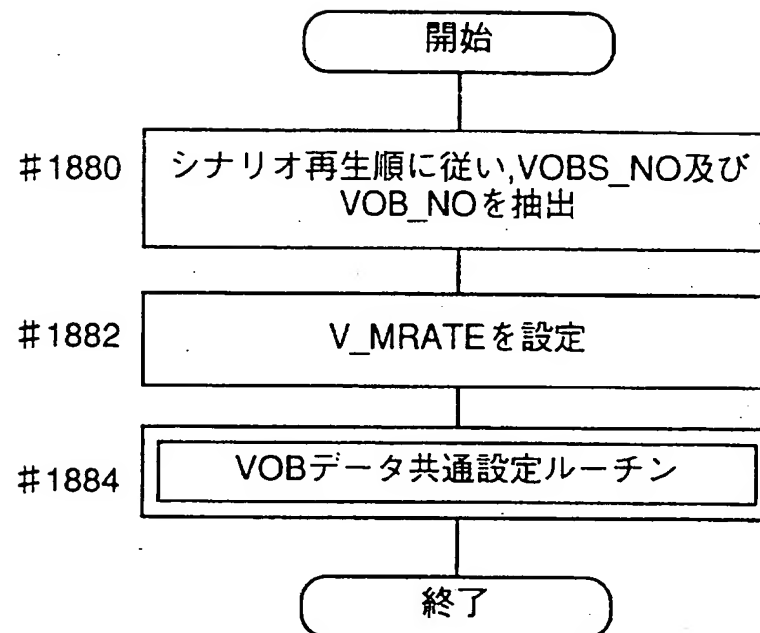 開始
#1880
シナリオ再生順に従い,VOBS_NO及び
VOB_NOを抽出
#1882
V_MRATEを設定
#1884
VOBデータ共通設定ルーチン
終了